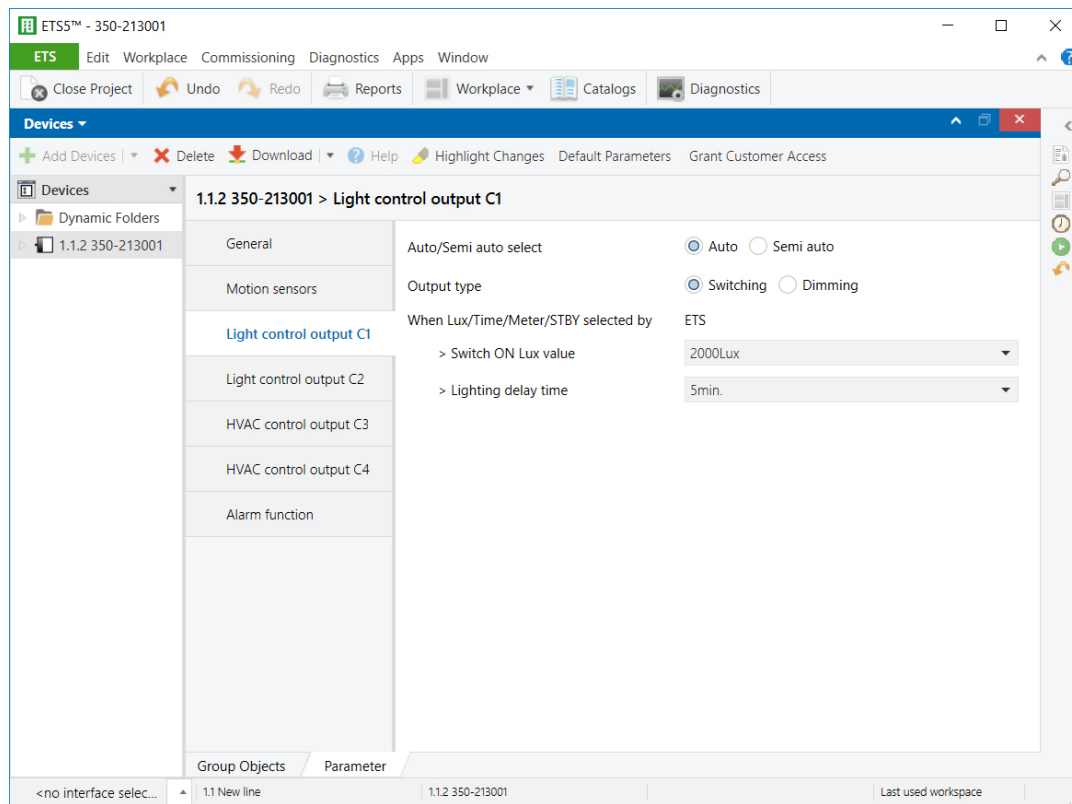 ETS5™ - 350-213001
ETS Edit Workplace Commissioning Diagnostics Apps Window
Close Project Undo Redo Reports Workplace Catalogs Diagnostics
Devices
Add Devices Delete Download Help Highlight Changes Default Parameters Grant Customer Access
Devices
Dynamic Folders
1.1.2 350-213001
1.1.2 350-213001 > Light control output C1
General
Motion sensors
Light control output C1
Light control output C2
HVAC control output C3
HVAC control output C4
Alarm function
Auto/Semi auto select Auto Semi auto
Output type Switching Dimming
When Lux/Time/Meter/STBY selected by ETS
> Switch ON Lux value 2000Lux
> Lighting delay time 5min.
Group Objects Parameter
<no interface selec... 1.1 New line 1.1.2 350-213001 Last used workspace